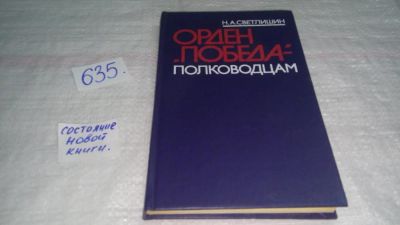 Н.А.СВЕТЛИШИН
ОРДЕН
„ПОБЕДА“-
ПОЛКОВОДЦАМ
635.
СОСТОЯНИЕ
НОВОЙ
КНИГИ.